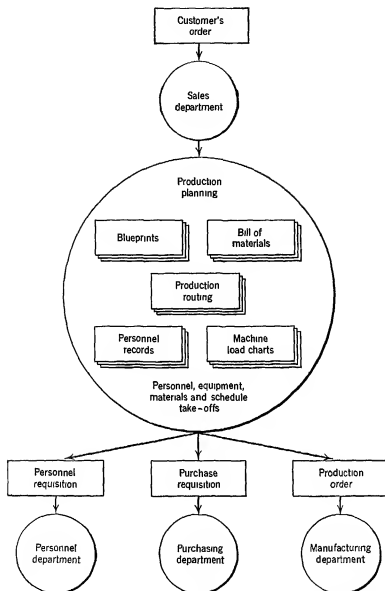 Customer's
order
Sales
department
Production
planning
Blueprints
Bill of
materials
Production
routing
Personnel
records
Machine
load charts
Personnel, equipment,
materials and schedule
take-offs
Personnel
requisition
Purchase
requisition
Production
order
Personnel
department
Purchasing
department
Manufacturing
department